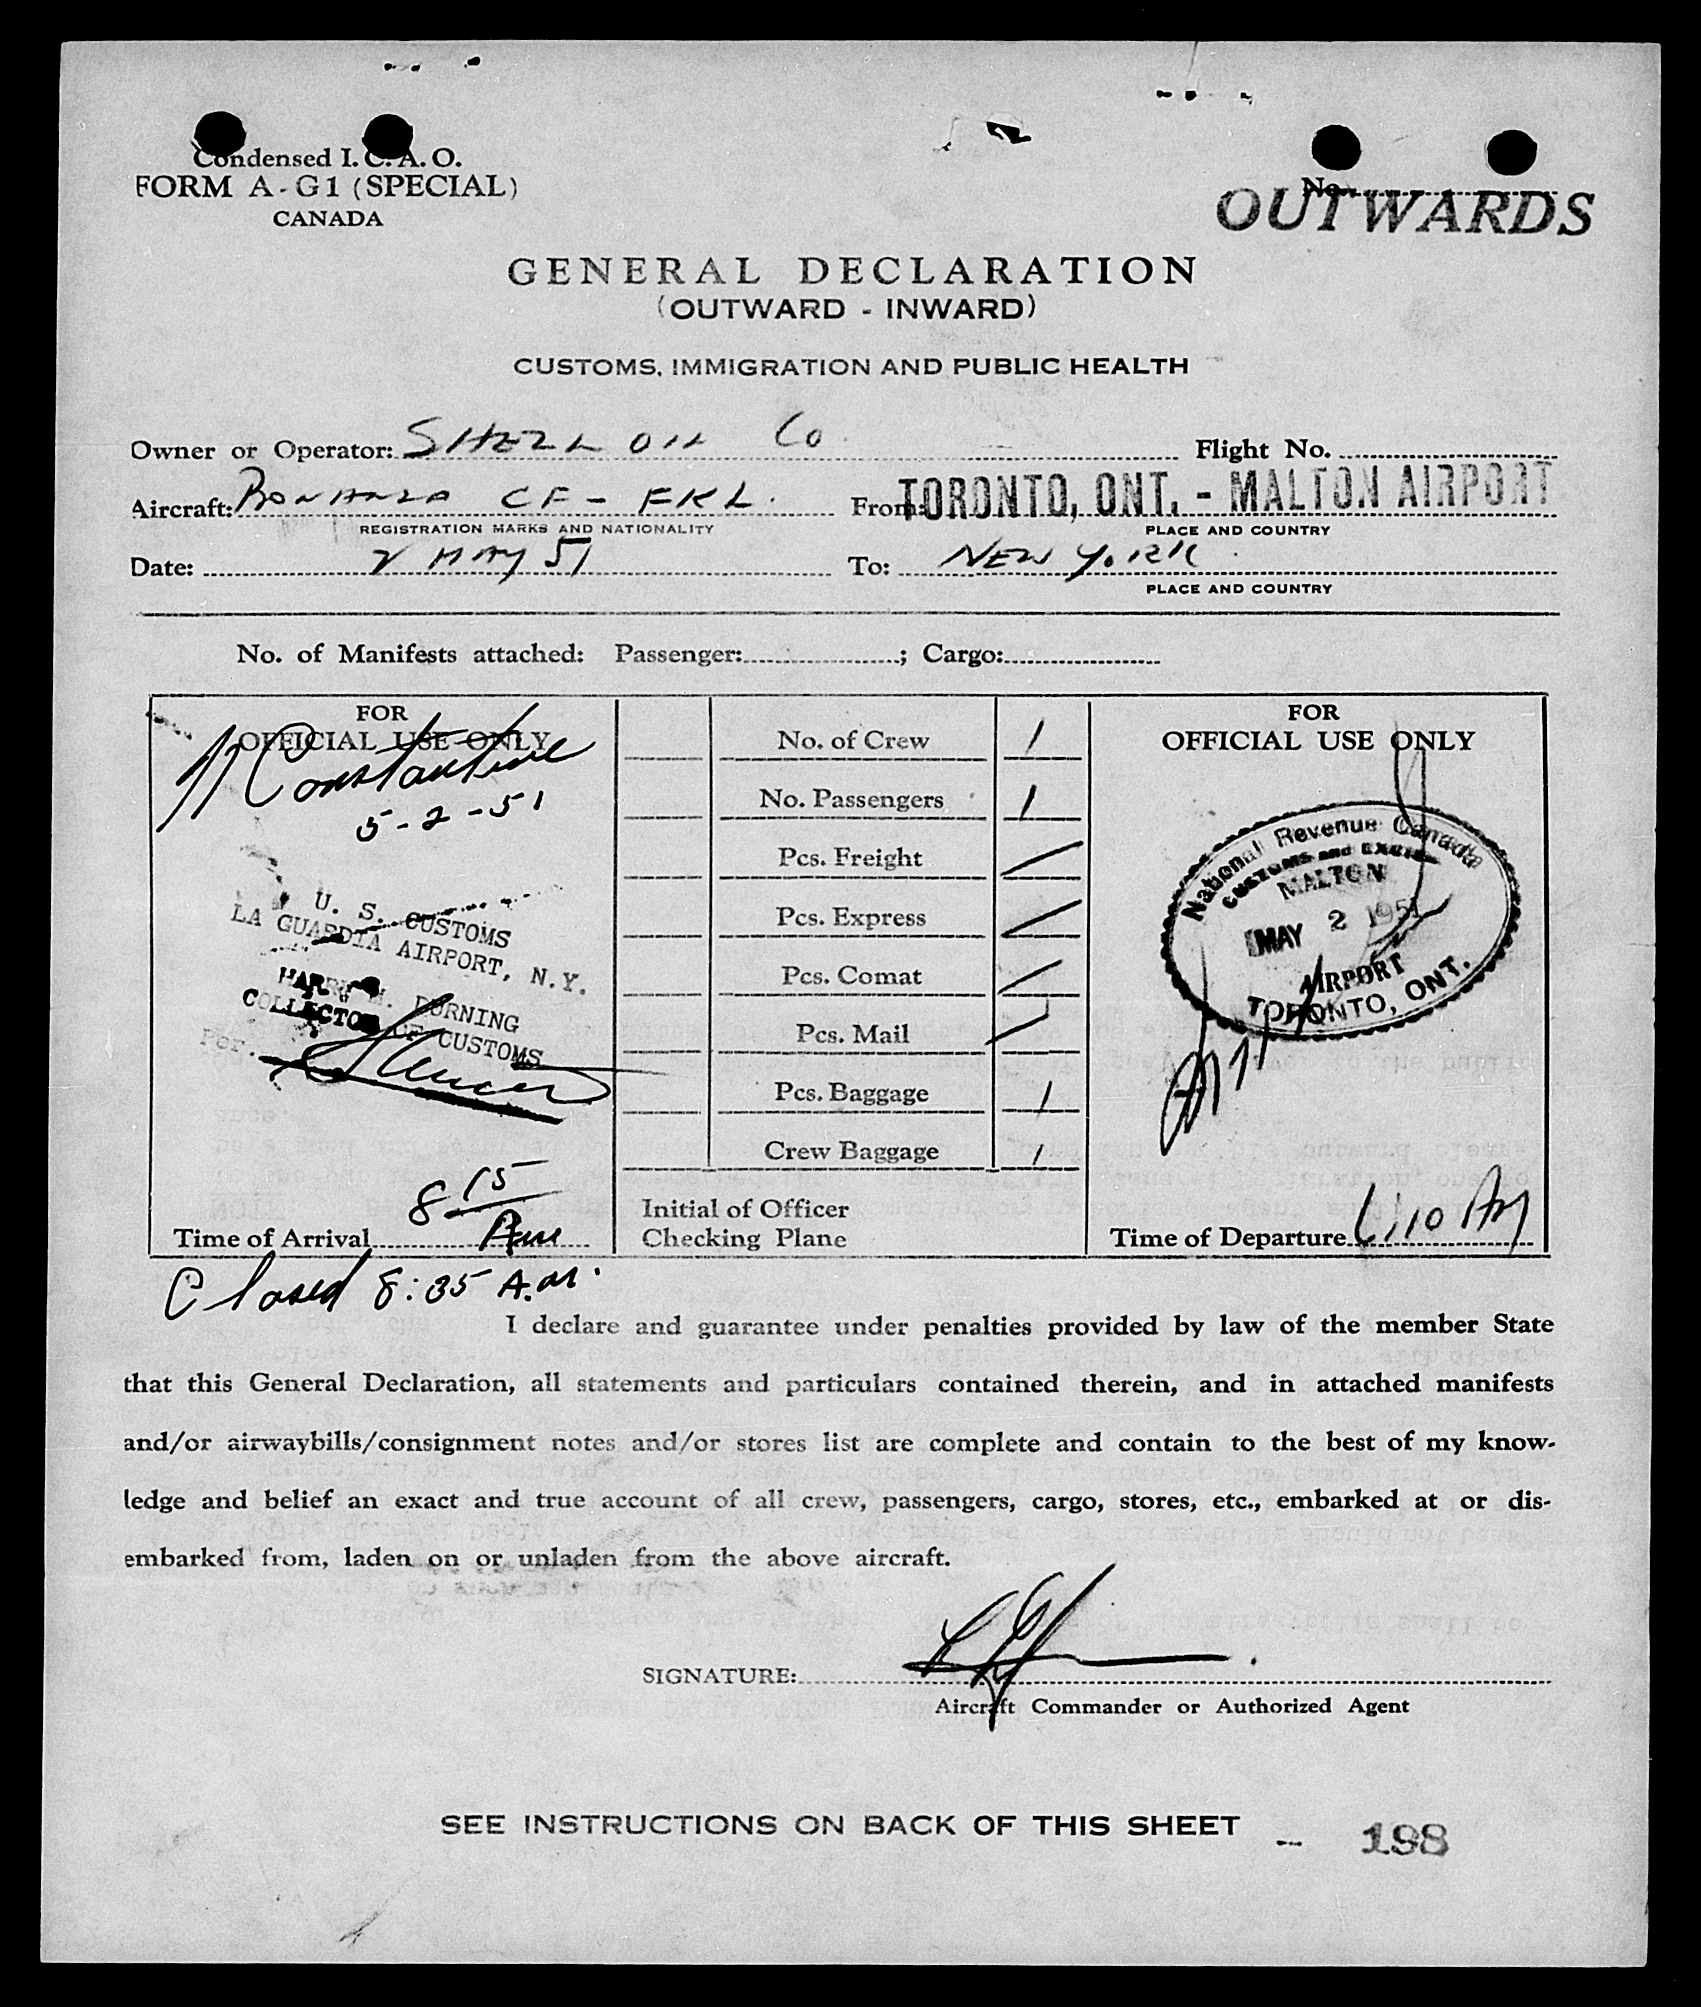 Condensed I. C. A. O.
FORM A-G1 (SPECIAL)
CANADA
No.
OUTWARDS
GENERAL DECLARATION
(OUTWARD - INWARD)
CUSTOMS, IMMIGRATION AND PUBLIC HEALTH
Owner or Operator: SHELL OIL Co. Flight No.
Aircraft: BONANZA CF-FKL. From: TORONTO, ONT. - MALTON AIRPORT
REGISTRATION MARKS AND NATIONALITY PLACE AND COUNTRY
Date: 2 MAY 51 To: NEW YORK.
PLACE AND COUNTRY
No. of Manifests attached: Passenger: ; Cargo:
FOR
OFFICIAL USE ONLY
N Constantine
5-2-51
U. S. CUSTOMS
LA GUARDIA AIRPORT, N.Y.
HARRY M. DURNING
COLLECTOR OF CUSTOMS
Per.
Time of Arrival 8 15 Am
No. of Crew 1
No. Passengers 1
Pcs. Freight /
Pcs. Express /
Pcs. Comat /
Pcs. Mail /
Pcs. Baggage 1
Crew Baggage 1
Initial of Officer
Checking Plane
FOR
OFFICIAL USE ONLY
National Revenue Canada
CUSTOMS and EXCISE
MALTON
MAY 2 1951
AIRPORT
TORONTO, ONT.
Time of Departure 6:10 AM
Closed 8:35 A.M.
I declare and guarantee under penalties provided by law of the member State
that this General Declaration, all statements and particulars contained therein, and in attached manifests
and/or airwaybills/consignment notes and/or stores list are complete and contain to the best of my know-
ledge and belief an exact and true account of all crew, passengers, cargo, stores, etc., embarked at or dis-
embarked from, laden on or unladen from the above aircraft.
SIGNATURE:
Aircraft Commander or Authorized Agent
SEE INSTRUCTIONS ON BACK OF THIS SHEET
- 198